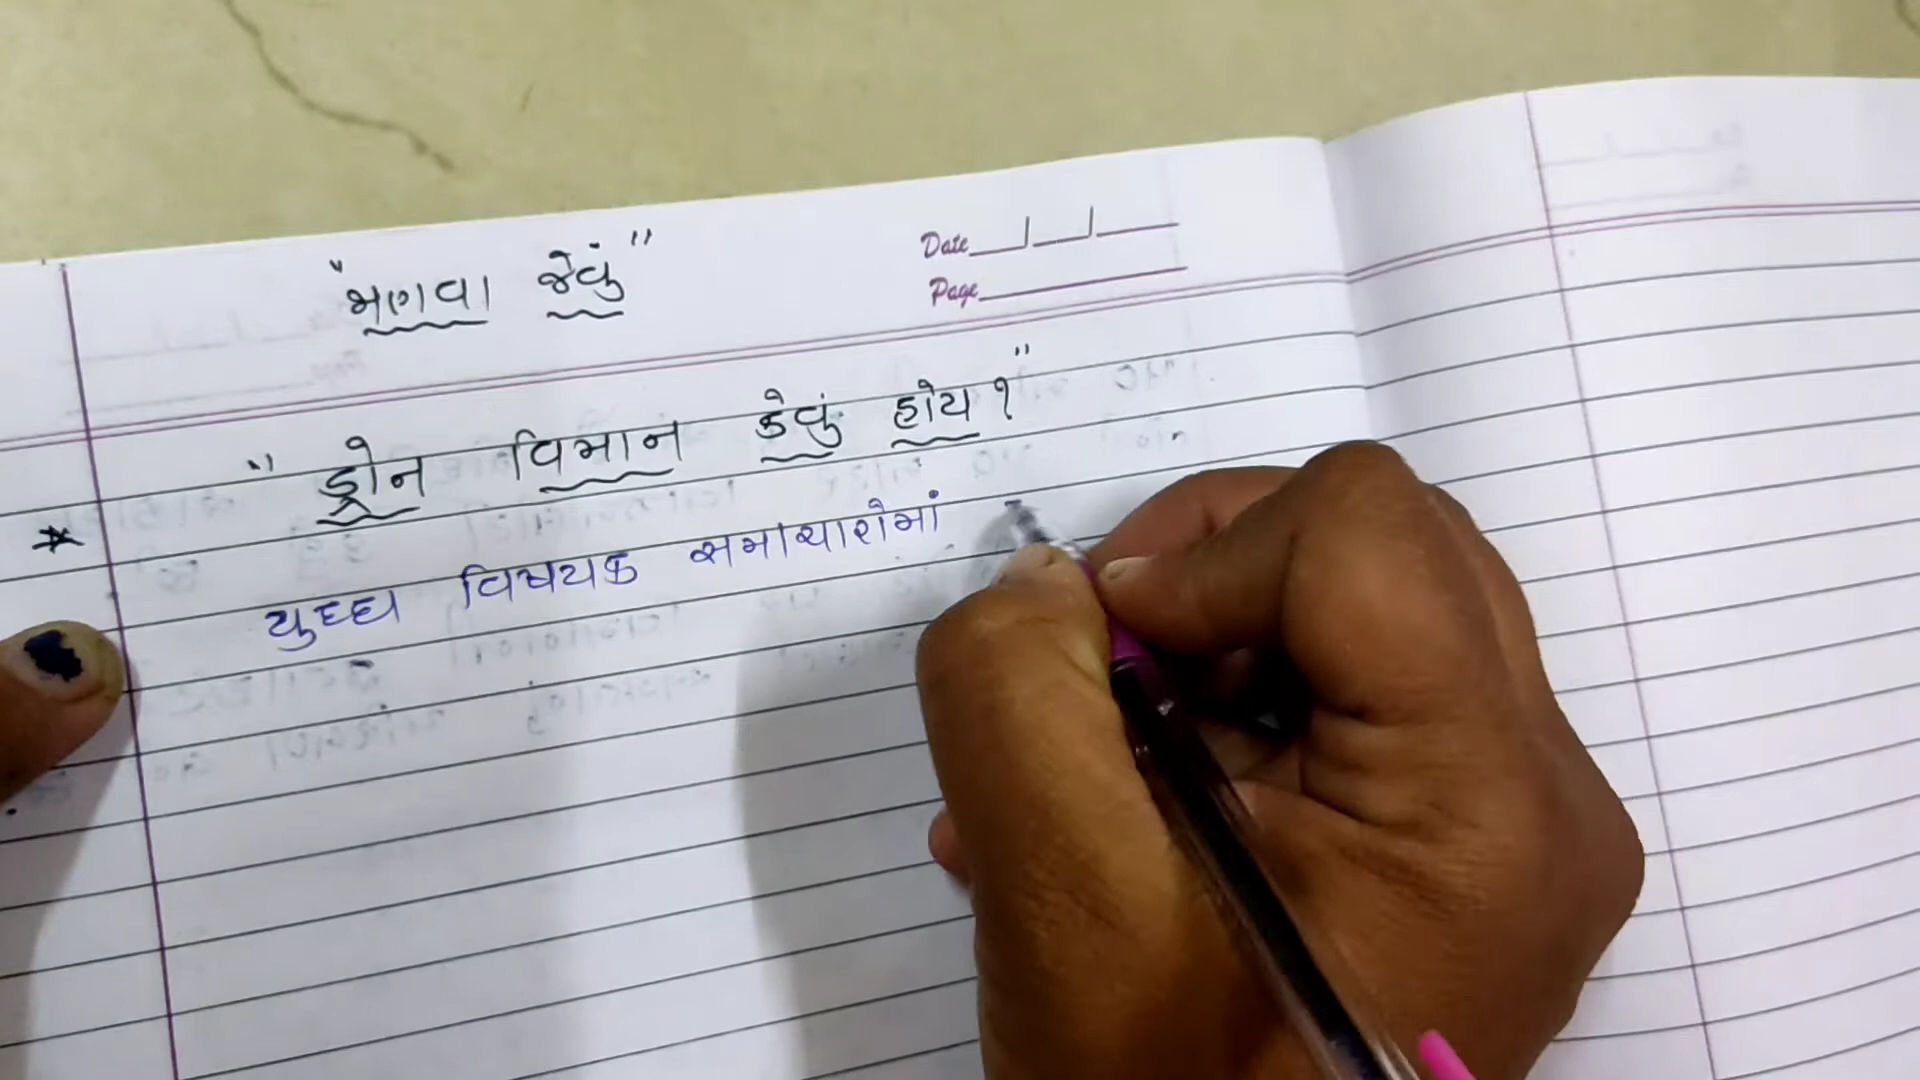 "ભણવા જેવું"
Date
Page
" ડ્રોન વિમાન કેવું હોય ? "
* યુદ્ધ વિષયક સમાચારોમાં